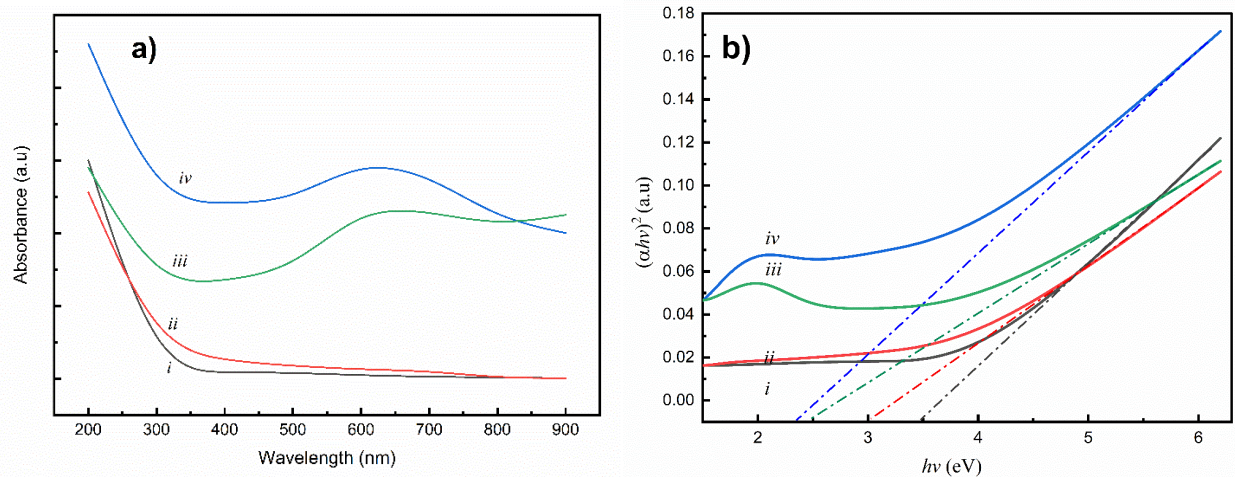 a)
iv
iii
ii
i
Absorbance (a.u)
200 300 400 500 600 700 800 900
Wavelength (nm)
b)
0.18
0.16
0.14
0.12
0.10
0.08
0.06
0.04
0.02
0.00
(αhν)² (a.u)
iv
iii
ii
i
2 3 4 5 6
hν (eV)